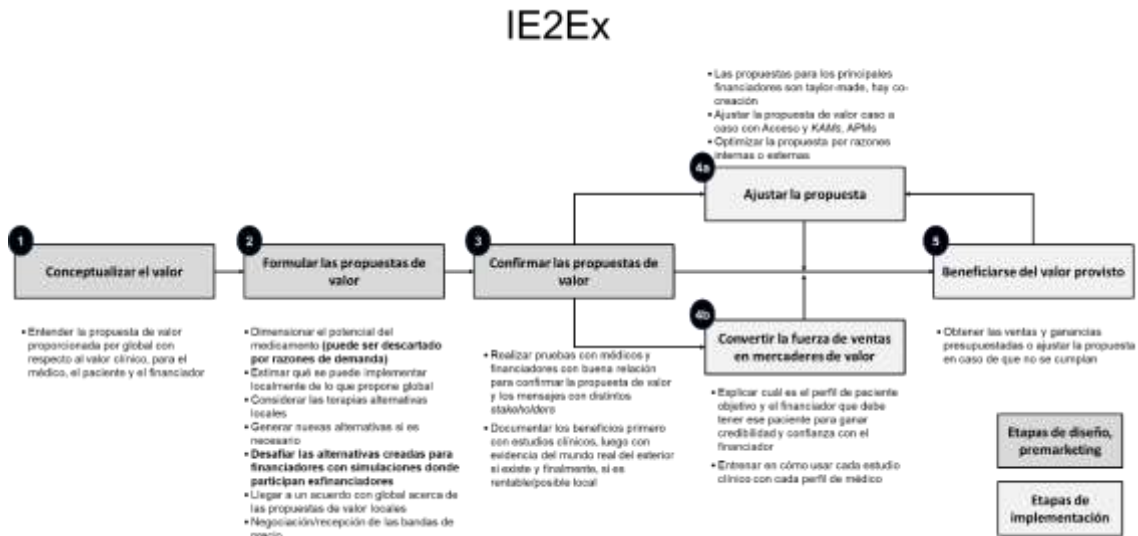 IE2Ex
• Las propuestas para los principales
financiadores son taylor-made, hay co-
creación
• Ajustar la propuesta de valor caso a
caso con Acceso y KAMs, APMs
• Optimizar la propuesta por razones
internas o externas
4a
Ajustar la propuesta
1
Conceptualizar el valor
2
Formular las propuestas de
valor
3
Confirmar las propuestas de
valor
5
Beneficiarse del valor provisto
4b
Convertir la fuerza de ventas
en mercaderes de valor
• Entender la propuesta de valor
proporcionada por global con
respecto al valor clínico, para el
médico, el paciente y el financiador
• Dimensionar el potencial del
medicamento (puede ser descartado
por razones de demanda)
• Estimar qué se puede implementar
localmente de lo que propone global
• Considerar las terapias alternativas
locales
• Generar nuevas alternativas si es
necesario
• Desafiar las alternativas creadas para
financiadores con simulaciones donde
participan exfinanciadores
• Llegar a un acuerdo con global acerca de
las propuestas de valor locales
• Negociación/recepción de las bandas de
precio
• Realizar pruebas con médicos y
financiadores con buena relación
para confirmar la propuesta de valor
y los mensajes con distintos
stakeholders
• Documentar los beneficios primero
con estudios clínicos, luego con
evidencia del mundo real del exterior
si existe y finalmente, si es
rentable/posible local
• Explicar cuál es el perfil de paciente
objetivo y el financiador que debe
tener ese paciente para ganar
credibilidad y confianza con el
financiador
• Entrenar en cómo usar cada estudio
clínico con cada perfil de médico
• Obtener las ventas y ganancias
presupuestadas o ajustar la propuesta
en caso de que no se cumplan
Etapas de diseño,
premarketing
Etapas de
implementación